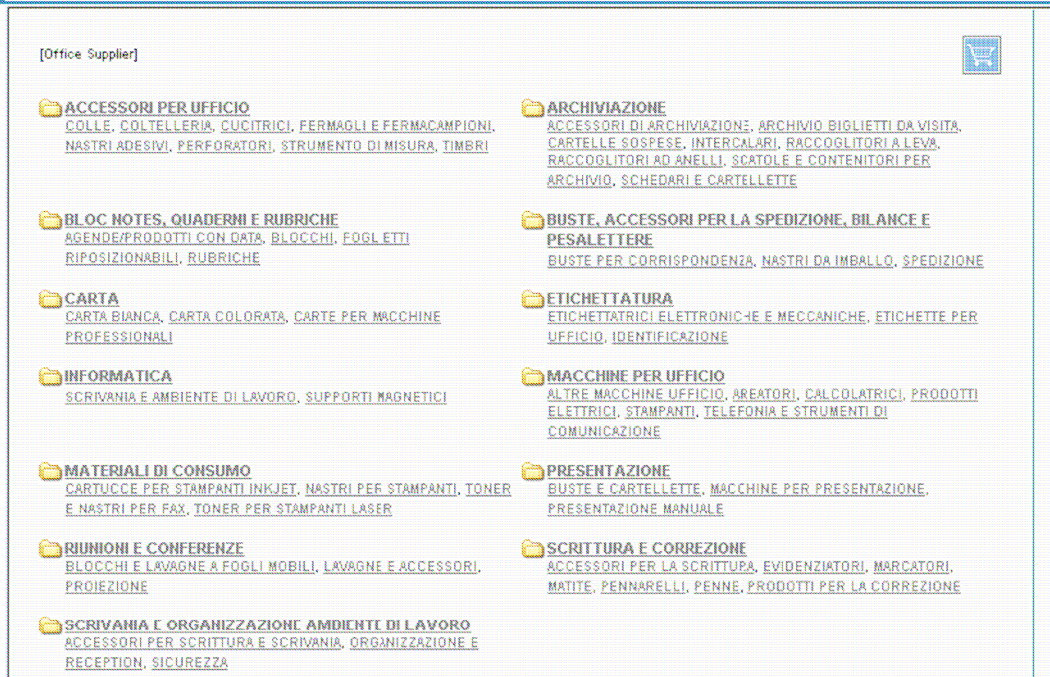 [Office Supplier]
ACCESSORI PER UFFICIO
COLLE, COLTELLERIA, CUCITRICI, FERMAGLI E FERMACAMPIONI,
NASTRI ADESIVI, PERFORATORI, STRUMENTO DI MISURA, TIMBRI
ARCHIVIAZIONE
ACCESSORI DI ARCHIVIAZIONE, ARCHIVIO BIGLIETTI DA VISITA,
CARTELLE SOSPESE, INTERCALARI, RACCOGLITORI A LEVA,
RACCOGLITORI AD ANELLI, SCATOLE E CONTENITORI PER
ARCHIVIO, SCHEDARI E CARTELLETTE
BLOC NOTES, QUADERNI E RUBRICHE
AGENDE/PRODOTTI CON DATA, BLOCCHI, FOGLIETTI
RIPOSIZIONABILI, RUBRICHE
BUSTE, ACCESSORI PER LA SPEDIZIONE, BILANCE E
PESALETTERE
BUSTE PER CORRISPONDENZA, NASTRI DA IMBALLO, SPEDIZIONE
CARTA
CARTA BIANCA, CARTA COLORATA, CARTE PER MACCHINE
PROFESSIONALI
ETICHETTATURA
ETICHETTATRICI ELETTRONICHE E MECCANICHE, ETICHETTE PER
UFFICIO, IDENTIFICAZIONE
INFORMATICA
SCRIVANIA E AMBIENTE DI LAVORO, SUPPORTI MAGNETICI
MACCHINE PER UFFICIO
ALTRE MACCHINE UFFICIO, AREATORI, CALCOLATRICI, PRODOTTI
ELETTRICI, STAMPANTI, TELEFONIA E STRUMENTI DI
COMUNICAZIONE
MATERIALI DI CONSUMO
CARTUCCE PER STAMPANTI INKJET, NASTRI PER STAMPANTI, TONER
E NASTRI PER FAX, TONER PER STAMPANTI LASER
PRESENTAZIONE
BUSTE E CARTELLETTE, MACCHINE PER PRESENTAZIONE,
PRESENTAZIONE MANUALE
RIUNIONI E CONFERENZE
BLOCCHI E LAVAGNE A FOGLI MOBILI, LAVAGNE E ACCESSORI,
PROIEZIONE
SCRITTURA E CORREZIONE
ACCESSORI PER LA SCRITTURA, EVIDENZIATORI, MARCATORI,
MATITE, PENNARELLI, PENNE, PRODOTTI PER LA CORREZIONE
SCRIVANIA E ORGANIZZAZIONE AMBIENTE DI LAVORO
ACCESSORI PER SCRITTURA E SCRIVANIA, ORGANIZZAZIONE E
RECEPTION, SICUREZZA